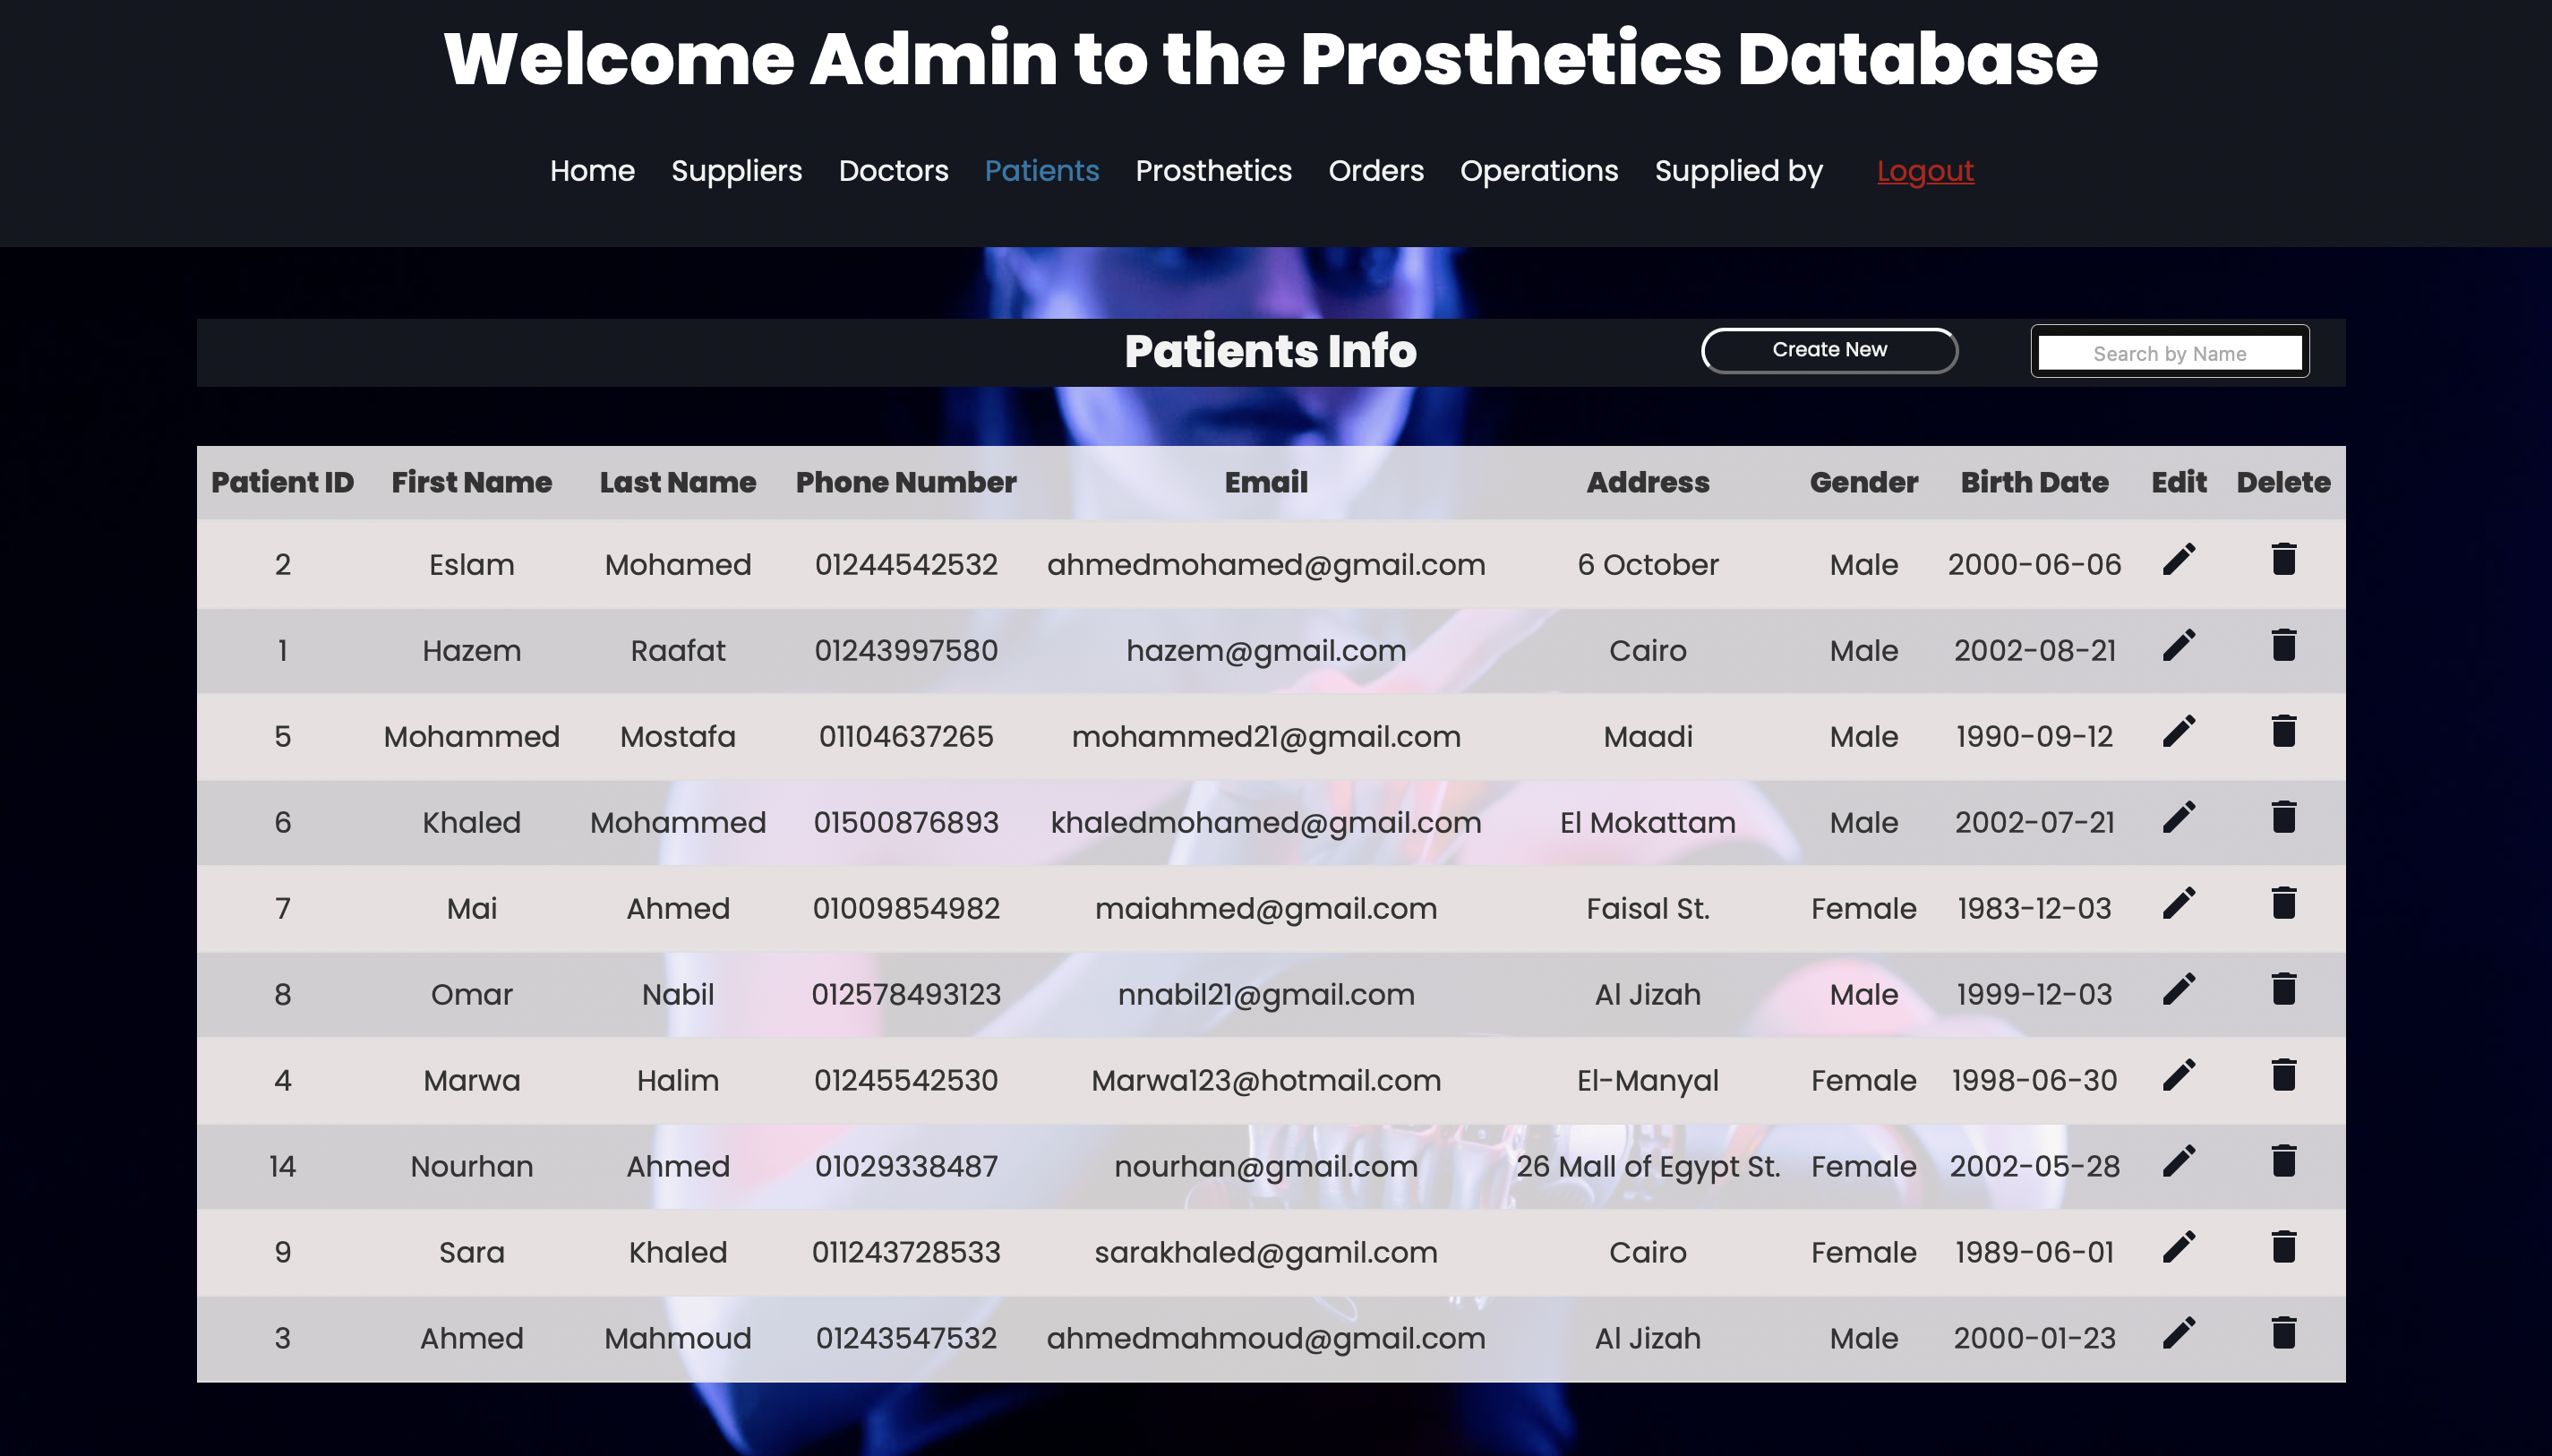 Welcome Admin to the Prosthetics Database
Home Suppliers Doctors Patients Prosthetics Orders Operations Supplied by Logout
Patients Info Create New Search by Name
Patient ID First Name Last Name Phone Number Email Address Gender Birth Date Edit Delete
2 Eslam Mohamed 01244542532 ahmedmohamed@gmail.com 6 October Male 2000-06-06
1 Hazem Raafat 01243997580 hazem@gmail.com Cairo Male 2002-08-21
5 Mohammed Mostafa 01104637265 mohammed21@gmail.com Maadi Male 1990-09-12
6 Khaled Mohammed 01500876893 khaledmohamed@gmail.com El Mokattam Male 2002-07-21
7 Mai Ahmed 01009854982 maiahmed@gmail.com Faisal St. Female 1983-12-03
8 Omar Nabil 012578493123 nnabil21@gmail.com Al Jizah Male 1999-12-03
4 Marwa Halim 01245542530 Marwa123@hotmail.com El-Manyal Female 1998-06-30
14 Nourhan Ahmed 01029338487 nourhan@gmail.com 26 Mall of Egypt St. Female 2002-05-28
9 Sara Khaled 011243728533 sarakhaled@gamil.com Cairo Female 1989-06-01
3 Ahmed Mahmoud 01243547532 ahmedmahmoud@gmail.com Al Jizah Male 2000-01-23